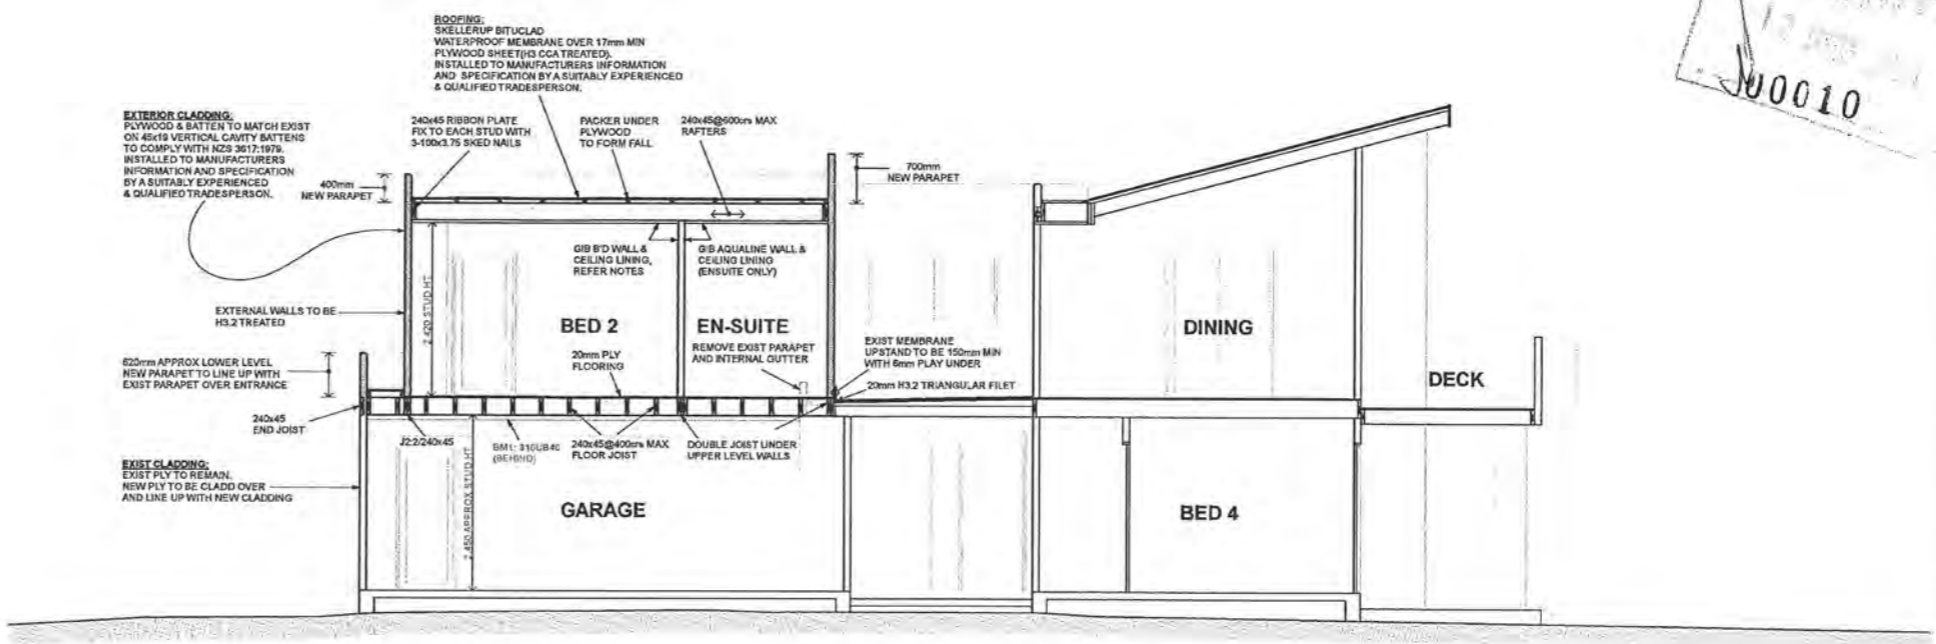 ROOFING:
SKELLERUP BITUCLAD
WATERPROOF MEMBRANE OVER 17mm MIN
PLYWOOD SHEET(H3 CCA TREATED).
INSTALLED TO MANUFACTURERS INFORMATION
AND SPECIFICATION BY A SUITABLY EXPERIENCED
& QUALIFIED TRADESPERSON.
00010
EXTERIOR CLADDING:
PLYWOOD & BATTEN TO MATCH EXIST
ON 45x19 VERTICAL CAVITY BATTENS
TO COMPLY WITH NZS 3617:1979.
INSTALLED TO MANUFACTURERS
INFORMATION AND SPECIFICATION
BY A SUITABLY EXPERIENCED
& QUALIFIED TRADESPERSON.
240x45 RIBBON PLATE
FIX TO EACH STUD WITH
3-100x3.75 SKED NAILS
PACKER UNDER
PLYWOOD
TO FORM FALL
240x45@600crs MAX
RAFTERS
400mm
NEW PARAPET
700mm
NEW PARAPET
GIB B'D WALL &
CEILING LINING,
REFER NOTES
GIB AQUALINE WALL &
CEILING LINING
(ENSUITE ONLY)
2.420 STUD HT
EXTERNAL WALLS TO BE
H3.2 TREATED
BED 2
EN-SUITE
DINING
620mm APPROX LOWER LEVEL
NEW PARAPET TO LINE UP WITH
EXIST PARAPET OVER ENTRANCE
20mm PLY
FLOORING
REMOVE EXIST PARAPET
AND INTERNAL GUTTER
EXIST MEMBRANE
UPSTAND TO BE 150mm MIN
WITH 6mm PLAY UNDER
20mm H3.2 TRIANGULAR FILET
DECK
240x45
END JOIST
J2:2/240x45
BM1: 310UB40
(BEHIND)
240x45@400crs MAX
FLOOR JOIST
DOUBLE JOIST UNDER
UPPER LEVEL WALLS
EXIST CLADDING:
EXIST PLY TO REMAIN.
NEW PLY TO BE CLADD OVER
AND LINE UP WITH NEW CLADDING
2.450 APPROX STUD HT
GARAGE
BED 4